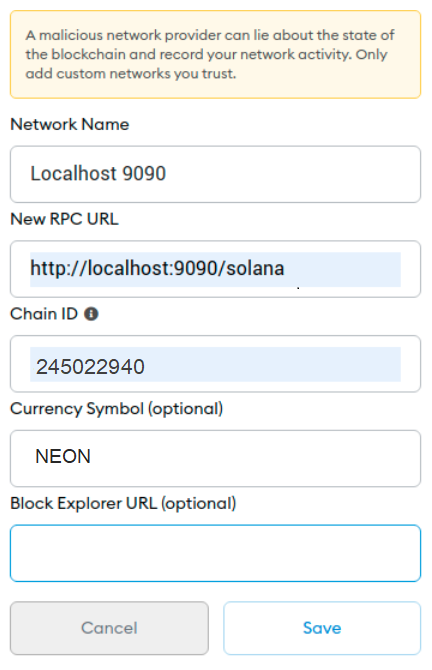 A malicious network provider can lie about the state of
the blockchain and record your network activity. Only
add custom networks you trust.
Network Name
Localhost 9090
New RPC URL
http://localhost:9090/solana
Chain ID
245022940
Currency Symbol (optional)
NEON
Block Explorer URL (optional)
Cancel
Save